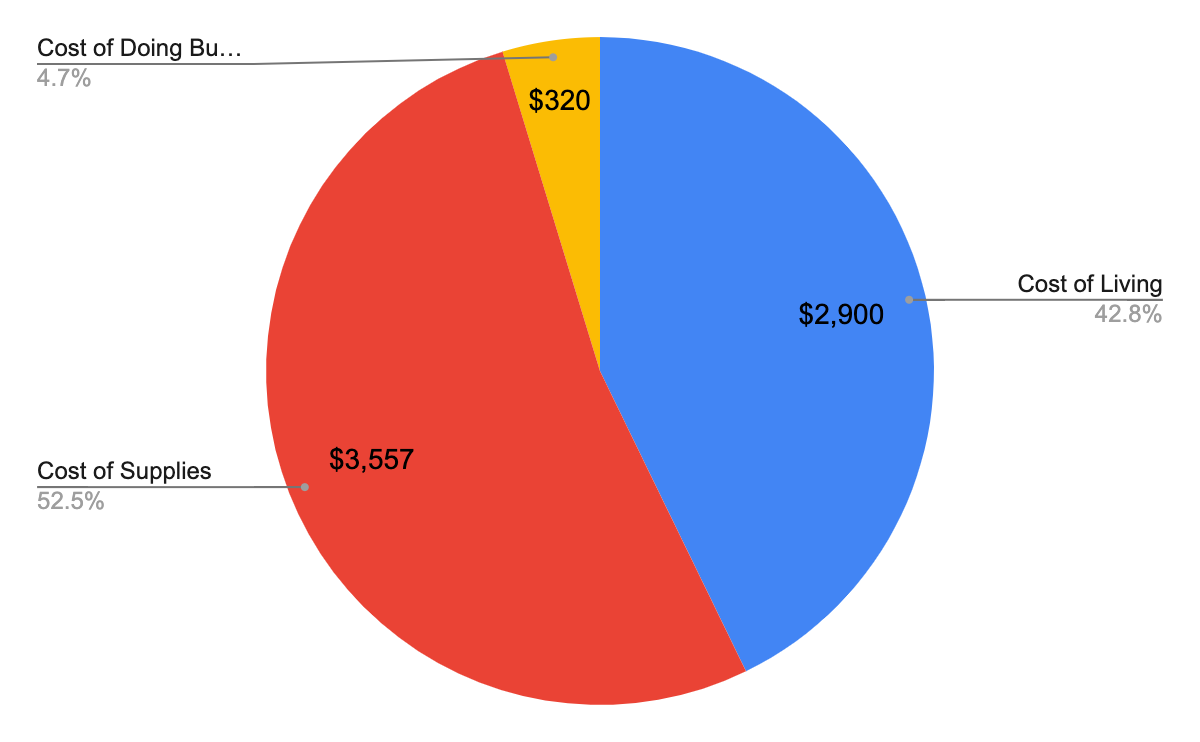 Cost of Doing Bu…
4.7%
$320
Cost of Living
42.8%
$2,900
$3,557
Cost of Supplies
52.5%